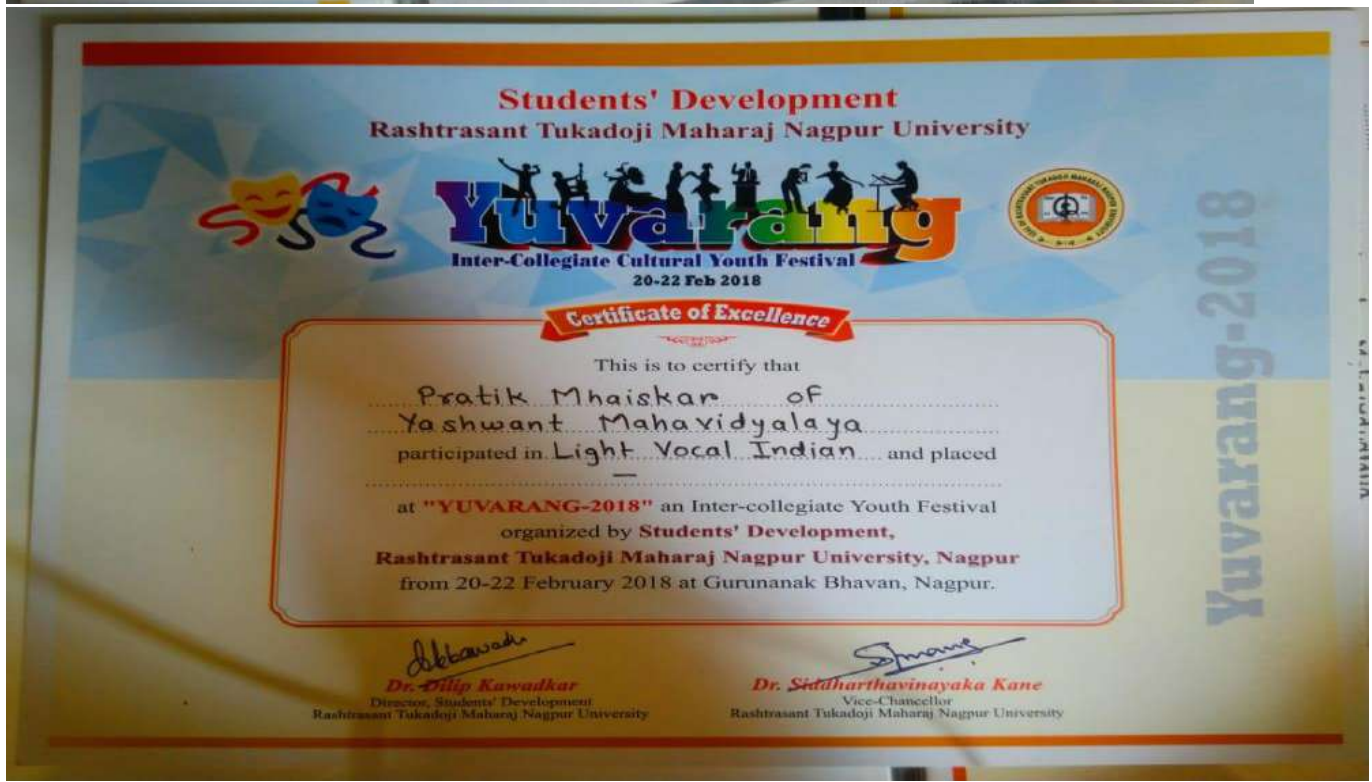 Students' Development
Rashtrasant Tukadoji Maharaj Nagpur University
Yuvarang
Inter-Collegiate Cultural Youth Festival
20-22 Feb 2018
Certificate of Excellence
This is to certify that
Pratik Mhaiskar of
Yashwant Mahavidyalaya
participated in Light Vocal Indian and placed
—
at "YUVARANG-2018" an Inter-collegiate Youth Festival
organized by Students' Development,
Rashtrasant Tukadoji Maharaj Nagpur University, Nagpur
from 20-22 February 2018 at Gurunanak Bhavan, Nagpur.
Dr. Dilip Kawadkar
Director, Students' Development
Rashtrasant Tukadoji Maharaj Nagpur University
Dr. Siddharthavinayaka Kane
Vice-Chancellor
Rashtrasant Tukadoji Maharaj Nagpur University
Yuvarang-2018